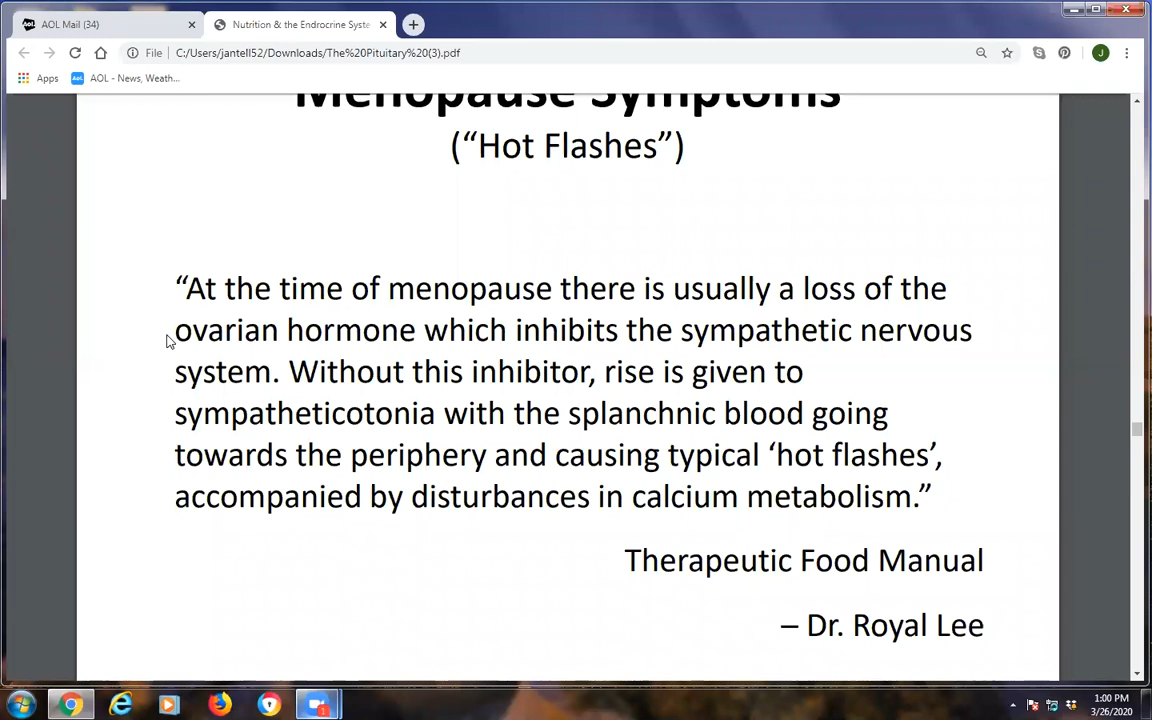 AOL Mail (34)
Nutrition & the Endocrine Syste
File
C:/Users/jantell52/Downloads/The%20Pituitary%20(3).pdf
J
Apps
AOL - News, Weath...
Menopause Symptoms
(“Hot Flashes”)
“At the time of menopause there is usually a loss of the
ovarian hormone which inhibits the sympathetic nervous
system. Without this inhibitor, rise is given to
sympatheticotonia with the splanchnic blood going
towards the periphery and causing typical ‘hot flashes’,
accompanied by disturbances in calcium metabolism.”
Therapeutic Food Manual
– Dr. Royal Lee
1:00 PM
3/26/2020